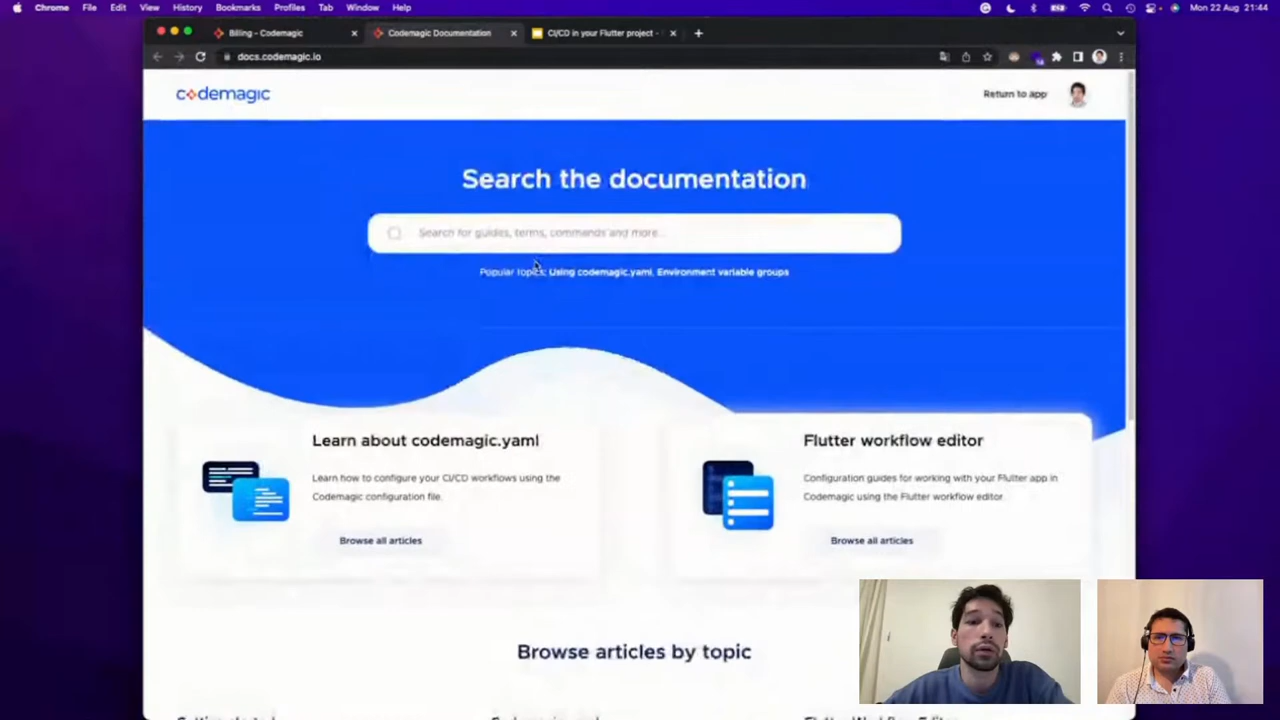 Chrome File Edit View History Bookmarks Profiles Tab Window Help Mon 22 Aug 21:44
Billing - Codemagic
Codemagic Documentation
CI/CD in your Flutter project -
docs.codemagic.io
codemagic
Return to app
Search the documentation
Search for guides, terms, commands and more...
Popular topics: Using codemagic.yaml, Environment variable groups
Learn about codemagic.yaml
Learn how to configure your CI/CD workflows using the
Codemagic configuration file.
Browse all articles
Flutter workflow editor
Configuration guides for working with your Flutter app in
Codemagic using the Flutter workflow editor.
Browse all articles
Browse articles by topic